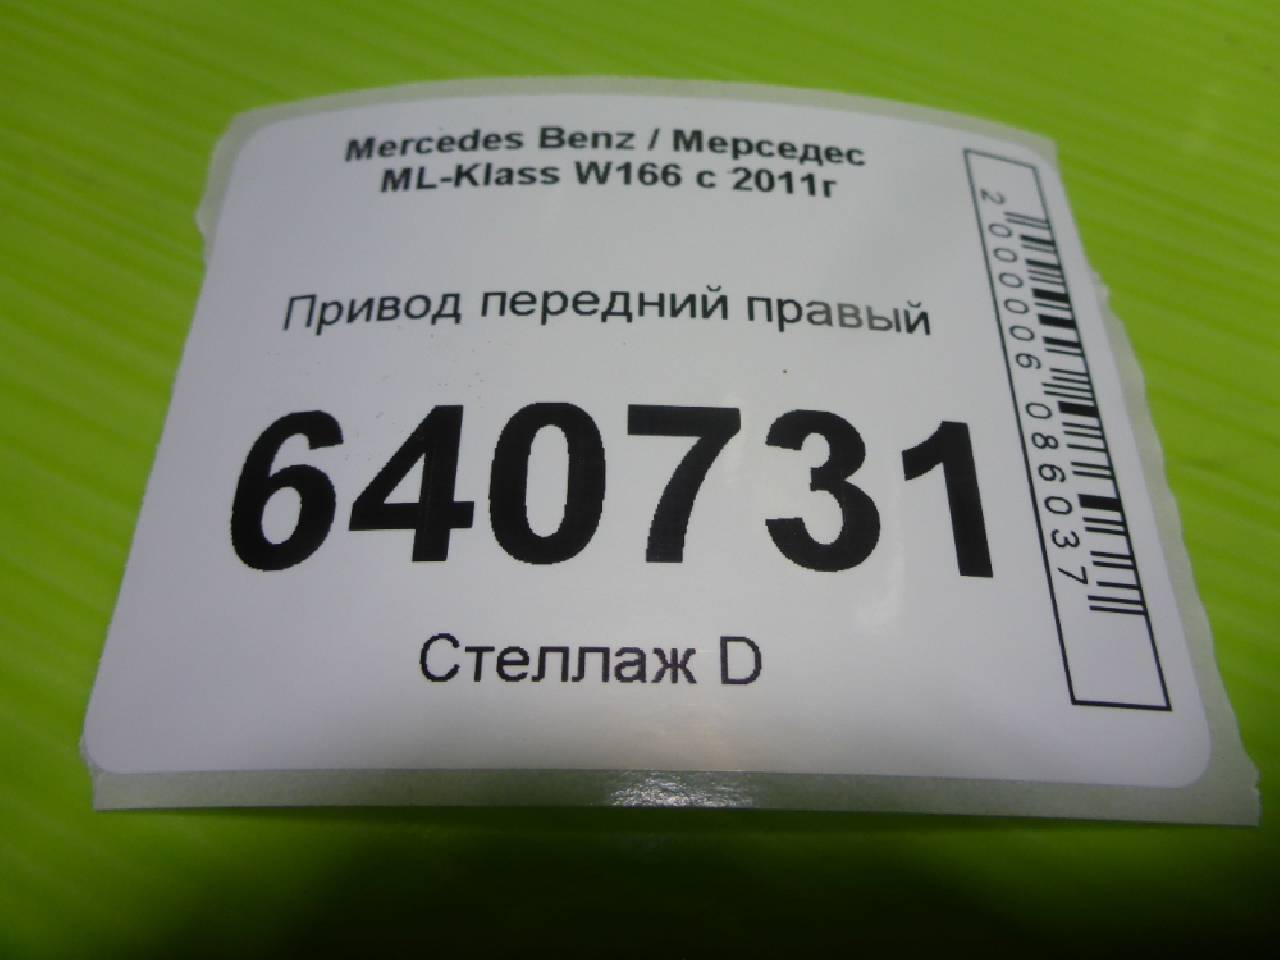 Mercedes Benz / Мерседес
ML-Klass W166 с 2011г
Привод передний правый
640731
Стеллаж D
2000006086037